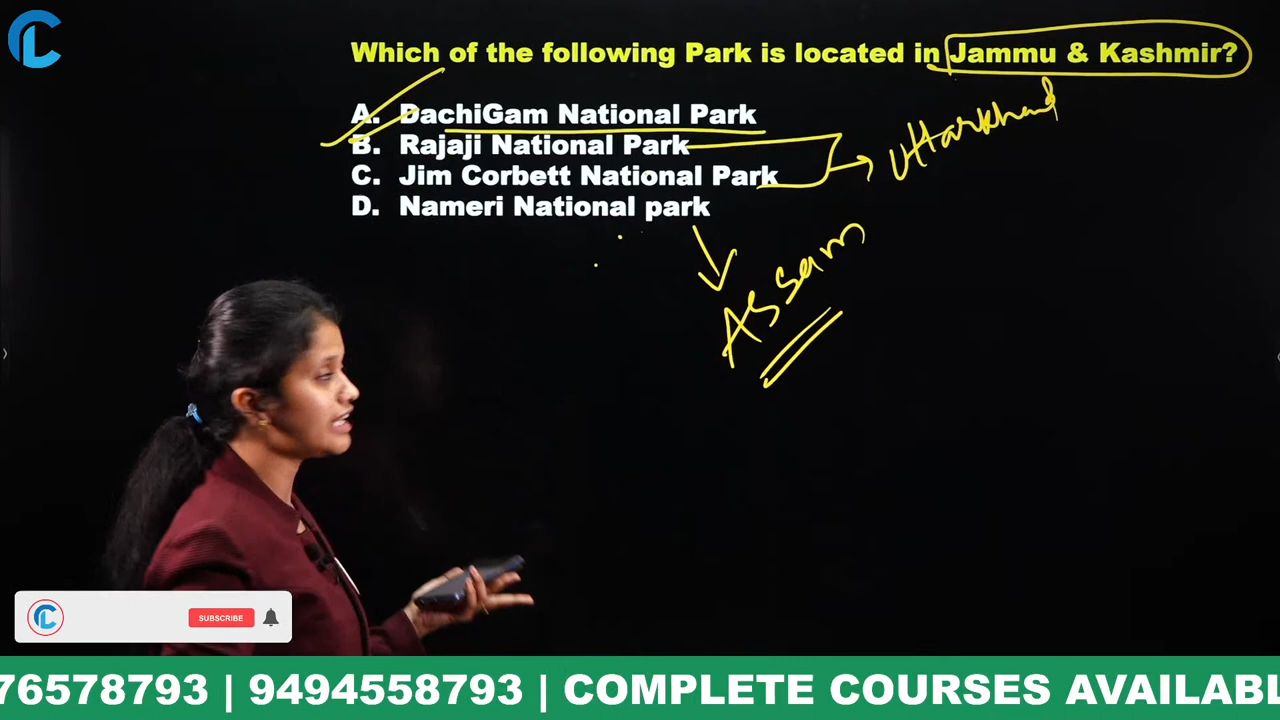 Which of the following Park is located in Jammu & Kashmir?
A. DachiGam National Park
B. Rajaji National Park
C. Jim Corbett National Park
D. Nameri National park
Uttarkhand
Assam
SUBSCRIBE
76578793 | 9494558793 | COMPLETE COURSES AVAILABL